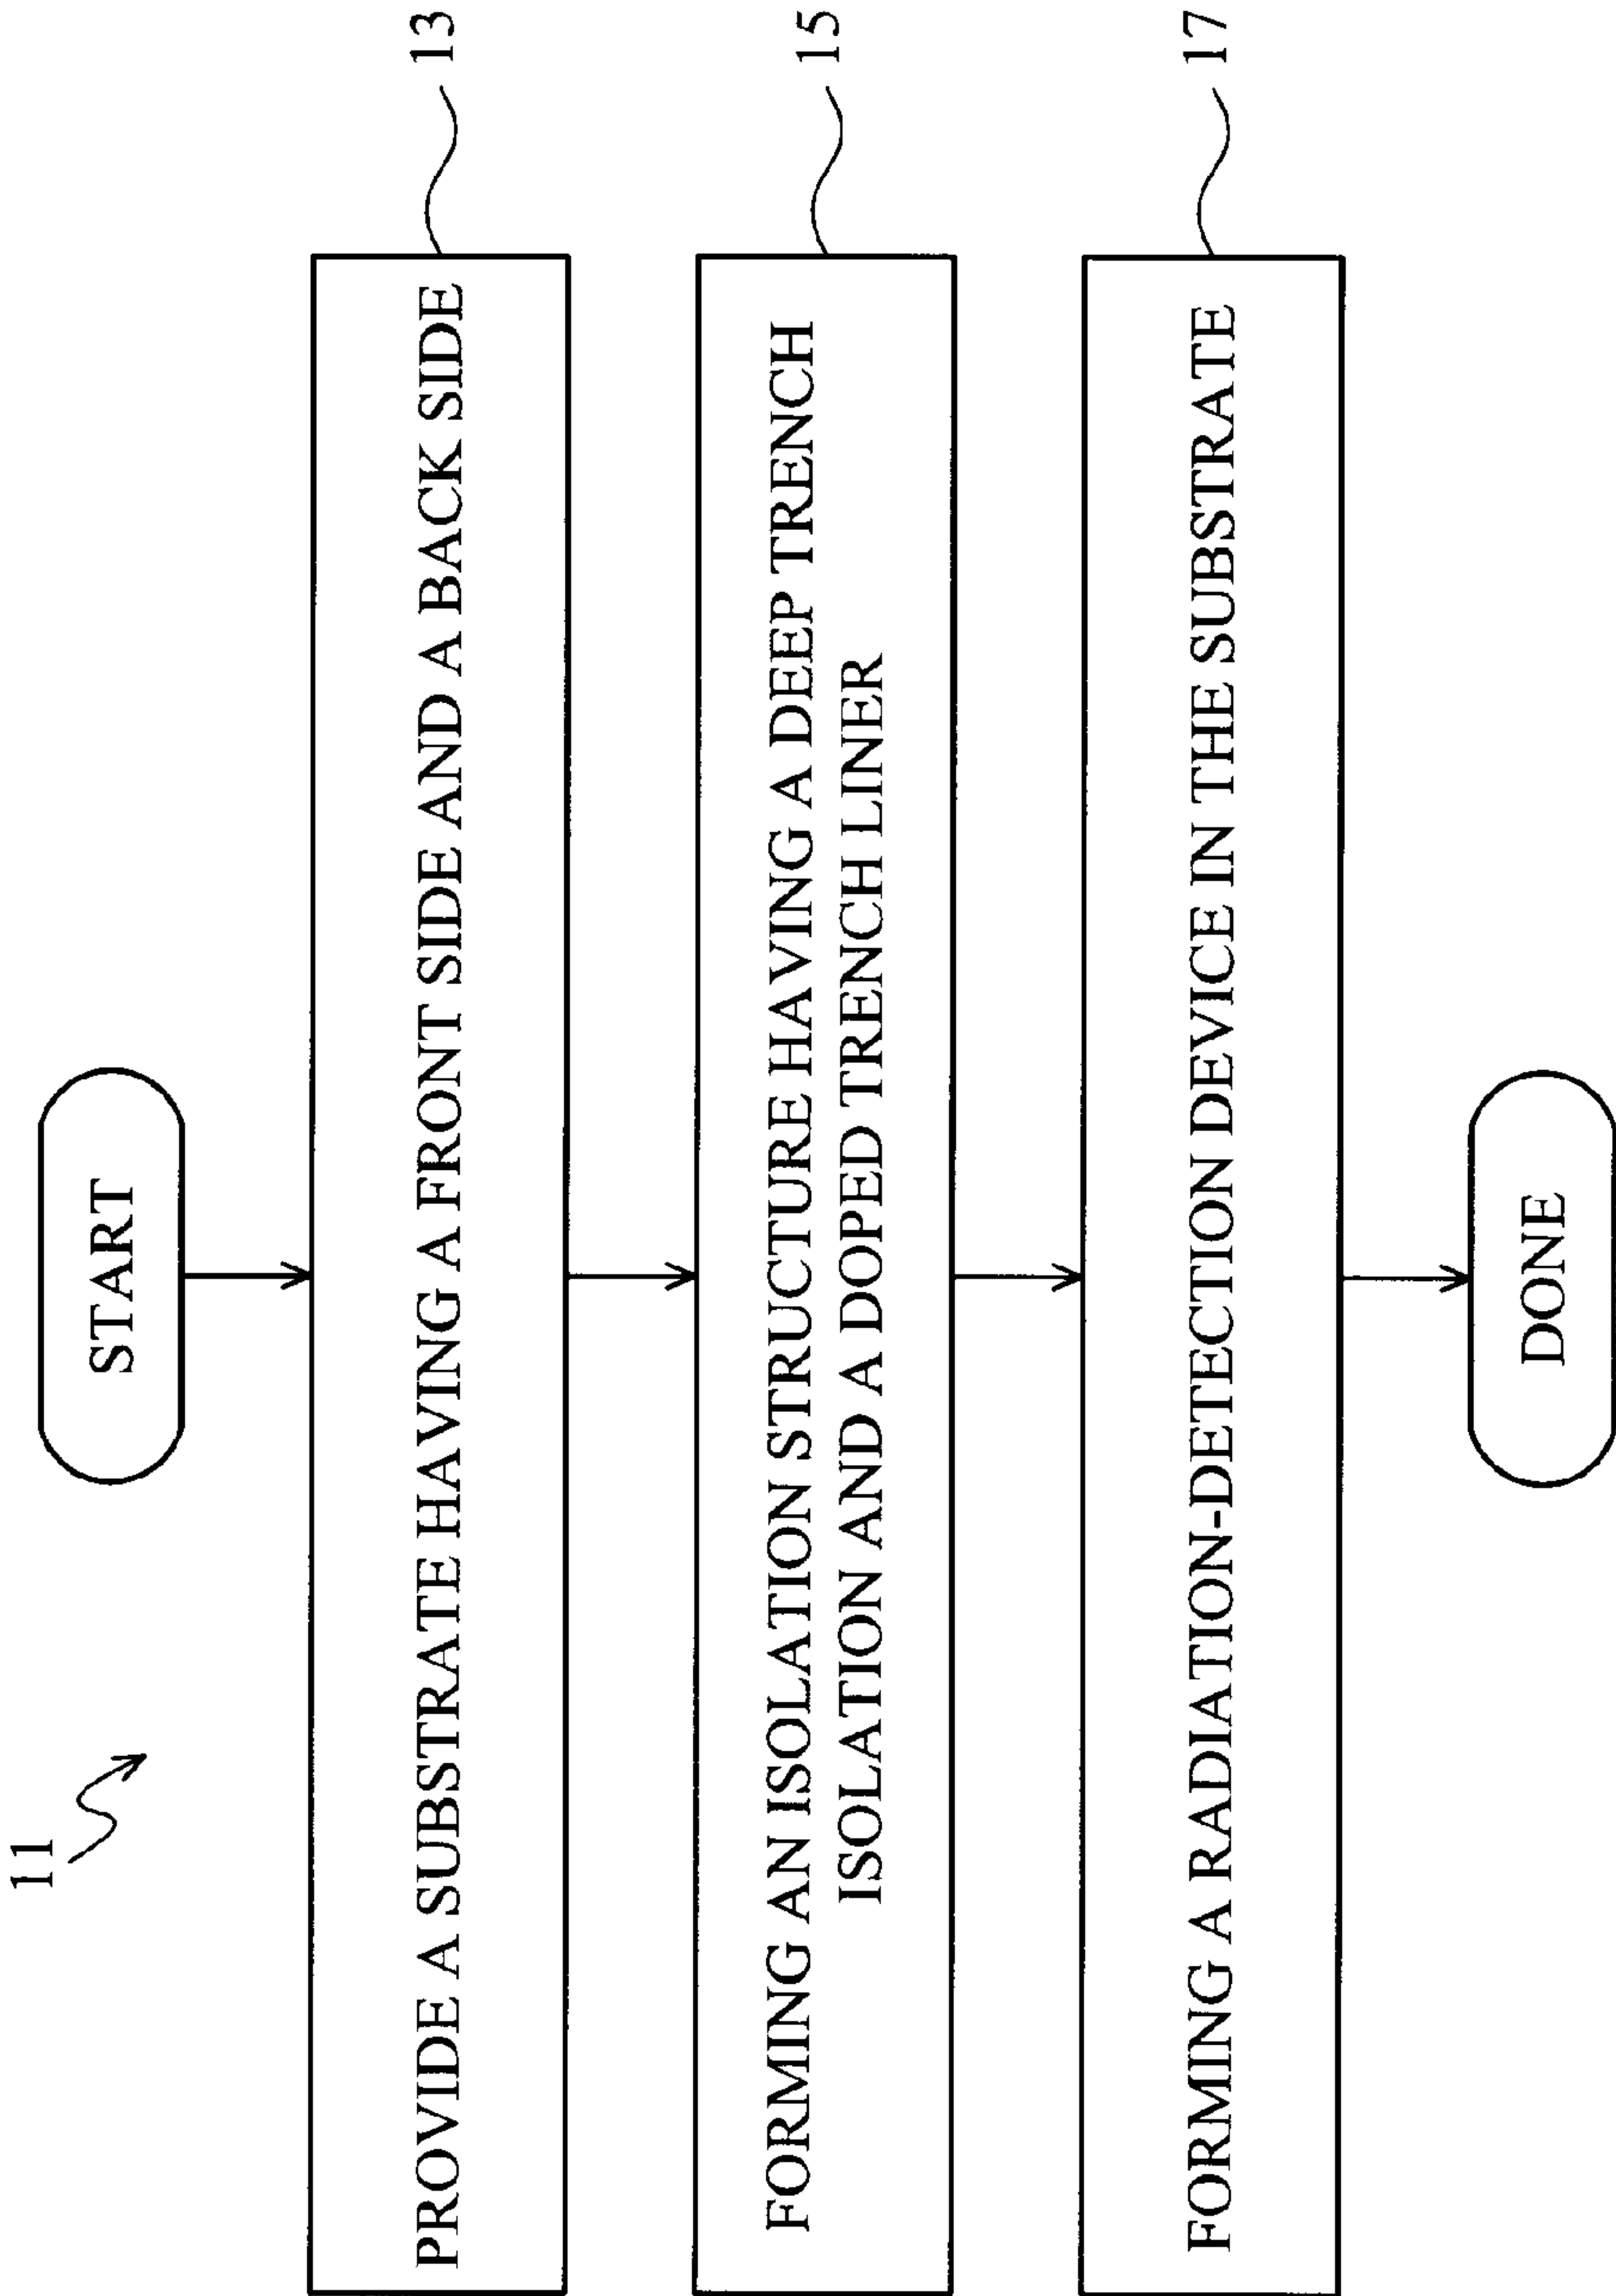 11
START
PROVIDE A SUBSTRATE HAVING A FRONT SIDE AND A BACK SIDE
13
FORMING AN ISOLATION STRUCTURE HAVING A DEEP TRENCH
ISOLATION AND A DOPED TRENCH LINER
15
FORMING A RADIATION-DETECTION DEVICE IN THE SUBSTRATE
17
DONE